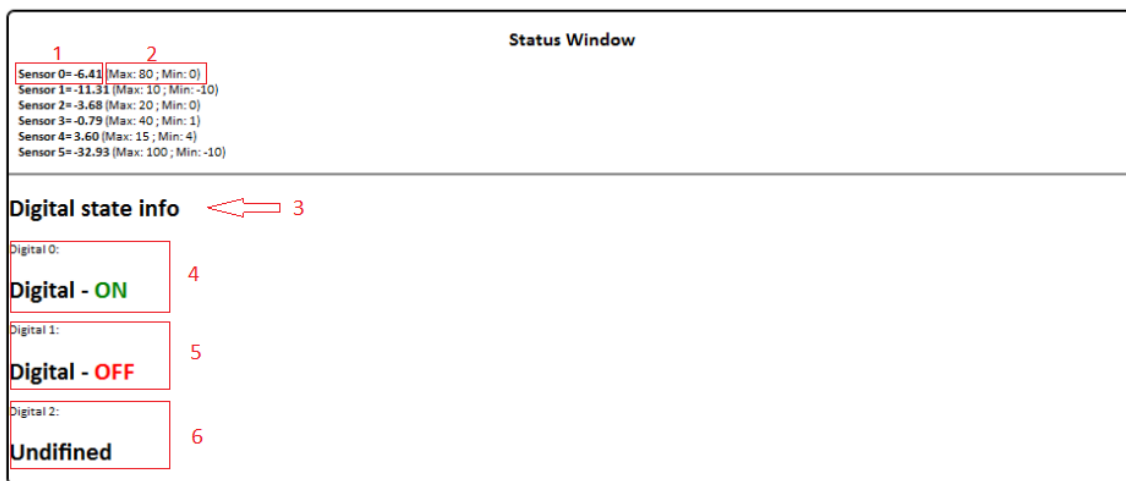 Status Window
1 2
Sensor 0= -6.41 (Max: 80 ; Min: 0)
Sensor 1= -11.31 (Max: 10 ; Min: -10)
Sensor 2= -3.68 (Max: 20 ; Min: 0)
Sensor 3= -0.79 (Max: 40 ; Min: 1)
Sensor 4= 3.60 (Max: 15 ; Min: 4)
Sensor 5= -32.93 (Max: 100 ; Min: -10)
Digital state info 3
Digital 0:
4
Digital - ON
Digital 1:
5
Digital - OFF
Digital 2:
6
Undifined